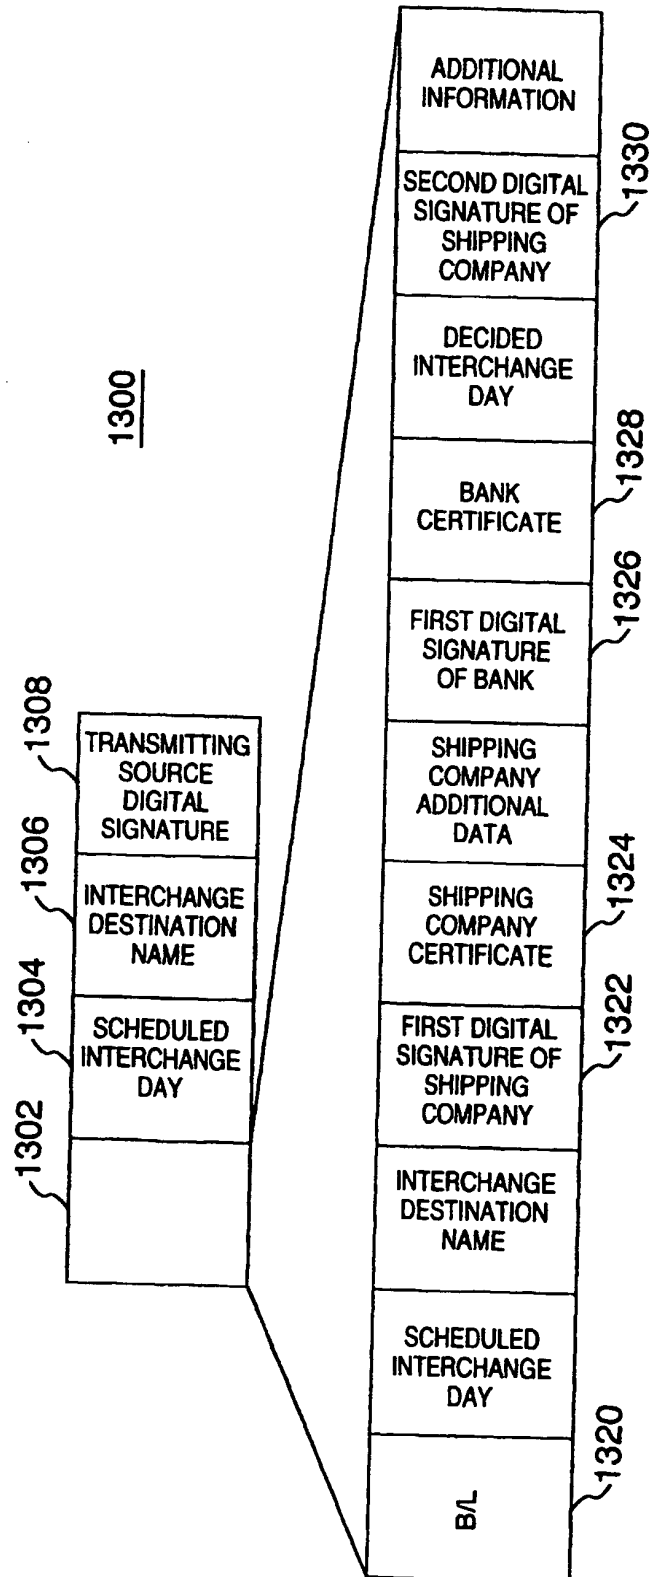 1300
1302
1304
1306
1308
SCHEDULED
INTERCHANGE
DAY
INTERCHANGE
DESTINATION
NAME
TRANSMITTING
SOURCE
DIGITAL
SIGNATURE
B/L
SCHEDULED
INTERCHANGE
DAY
INTERCHANGE
DESTINATION
NAME
FIRST DIGITAL
SIGNATURE OF
SHIPPING
COMPANY
SHIPPING
COMPANY
CERTIFICATE
SHIPPING
COMPANY
ADDITIONAL
DATA
FIRST DIGITAL
SIGNATURE
OF BANK
BANK
CERTIFICATE
DECIDED
INTERCHANGE
DAY
SECOND DIGITAL
SIGNATURE OF
SHIPPING
COMPANY
ADDITIONAL
INFORMATION
1320
1322
1324
1326
1328
1330